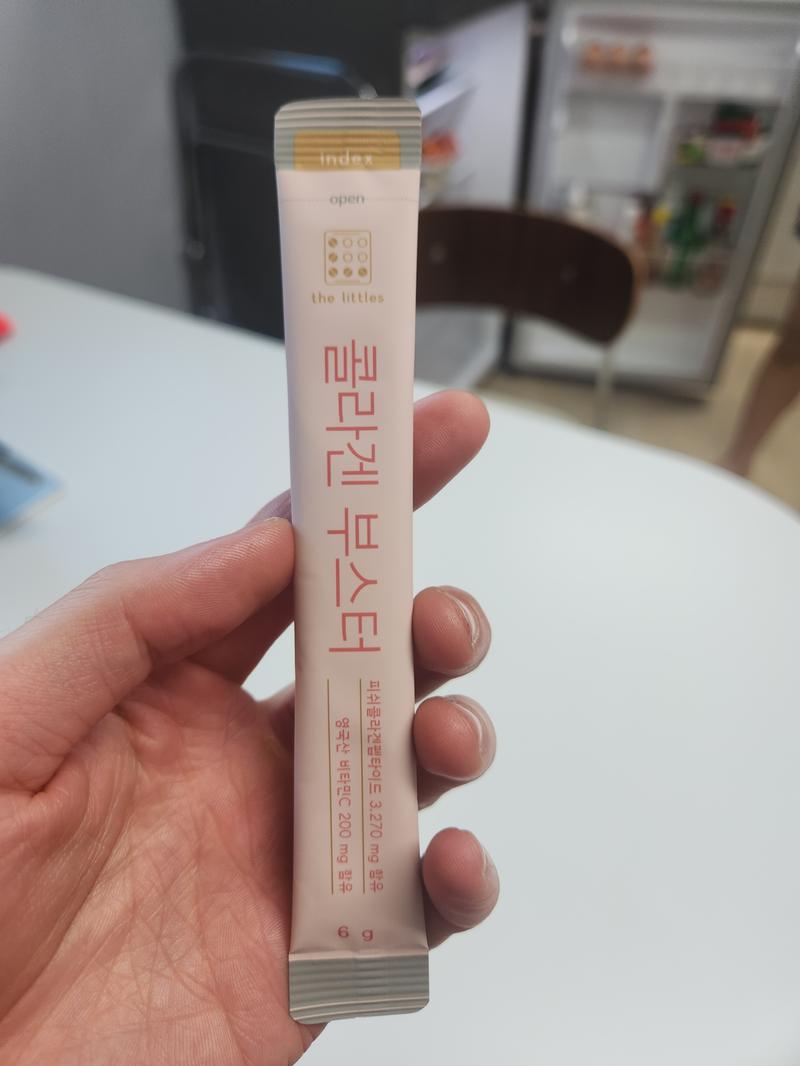 index
open
the littles
콜라겐 부스터
피쉬콜라겐펩타이드 3,270 mg 함유
영국산 비타민C 200 mg 함유
6 g